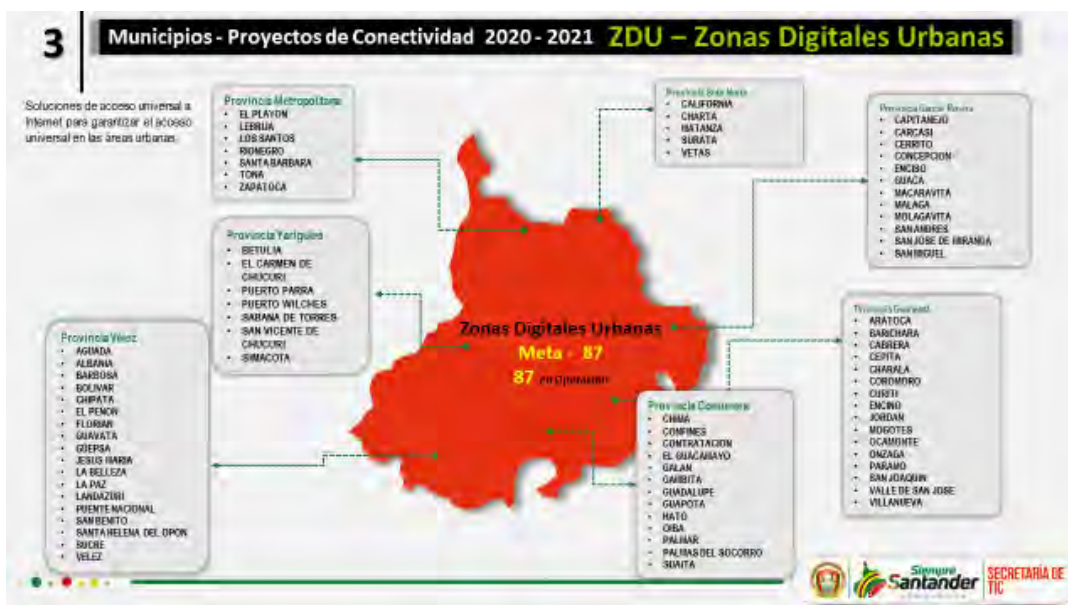 3
Municipios - Proyectos de Conectividad 2020 - 2021 ZDU – Zonas Digitales Urbanas
Soluciones de acceso universal a
Internet para garantizar el acceso
universal en las áreas urbanas.
Provincia Metropolitana
• EL PLAYON
• LEBRIJA
• LOS SANTOS
• RIONEGRO
• SANTA BARBARA
• TONA
• ZAPATOCA
Provincia Soto Norte
• CALIFORNIA
• CHARTA
• MATANZA
• SURATA
• VETAS
Provincia García Rovira
• CAPITANEJO
• CARCASI
• CERRITO
• CONCEPCION
• ENCISO
• GUACA
• MACARAVITA
• MALAGA
• MOLAGAVITA
• SAN ANDRES
• SAN JOSE DE MIRANDA
• SAN MIGUEL
Provincia Yariguies
• BETULIA
• EL CARMEN DE
CHUCURI
• PUERTO PARRA
• PUERTO WILCHES
• SABANA DE TORRES
• SAN VICENTE DE
CHUCURI
• SIMACOTA
Provincia Vélez
• AGUADA
• ALBANIA
• BARBOSA
• BOLIVAR
• CHIPATA
• EL PEÑON
• FLORIAN
• GUAVATA
• GÜEPSA
• JESUS MARIA
• LA BELLEZA
• LA PAZ
• LANDAZURI
• PUENTE NACIONAL
• SAN BENITO
• SANTA HELENA DEL OPON
• SUCRE
• VELEZ
Zonas Digitales Urbanas
Meta - 87
87 en Operación
Provincia Comunera
• CHIMA
• CONFINES
• CONTRATACION
• EL GUACAMAYO
• GALAN
• GAMBITA
• GUADALUPE
• GUAPOTA
• HATO
• OIBA
• PALMAR
• PALMAS DEL SOCORRO
• SUAITA
Provincia Guanentá
• ARATOCA
• BARICHARA
• CABRERA
• CEPITA
• CHARALA
• COROMORO
• CURITI
• ENCINO
• JORDAN
• MOGOTES
• OCAMONTE
• ONZAGA
• PARAMO
• SAN JOAQUIN
• VALLE DE SAN JOSE
• VILLANUEVA
Siempre
Santander
SECRETARÍA DE
TIC